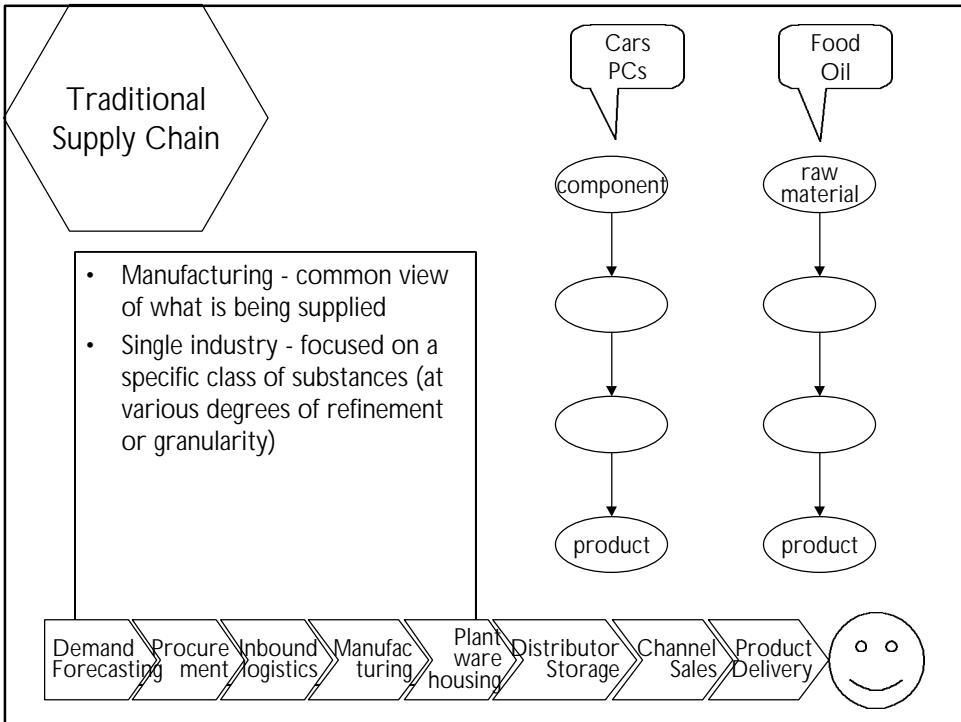 Traditional
Supply Chain
Cars
PCs
Food
Oil
component
raw
material
product
product
• Manufacturing - common view
of what is being supplied
• Single industry - focused on a
specific class of substances (at
various degrees of refinement
or granularity)
Demand
Forecasting
Procure
ment
Inbound
logistics
Manufac
turing
Plant
ware
housing
Distributor
Storage
Channel
Sales
Product
Delivery